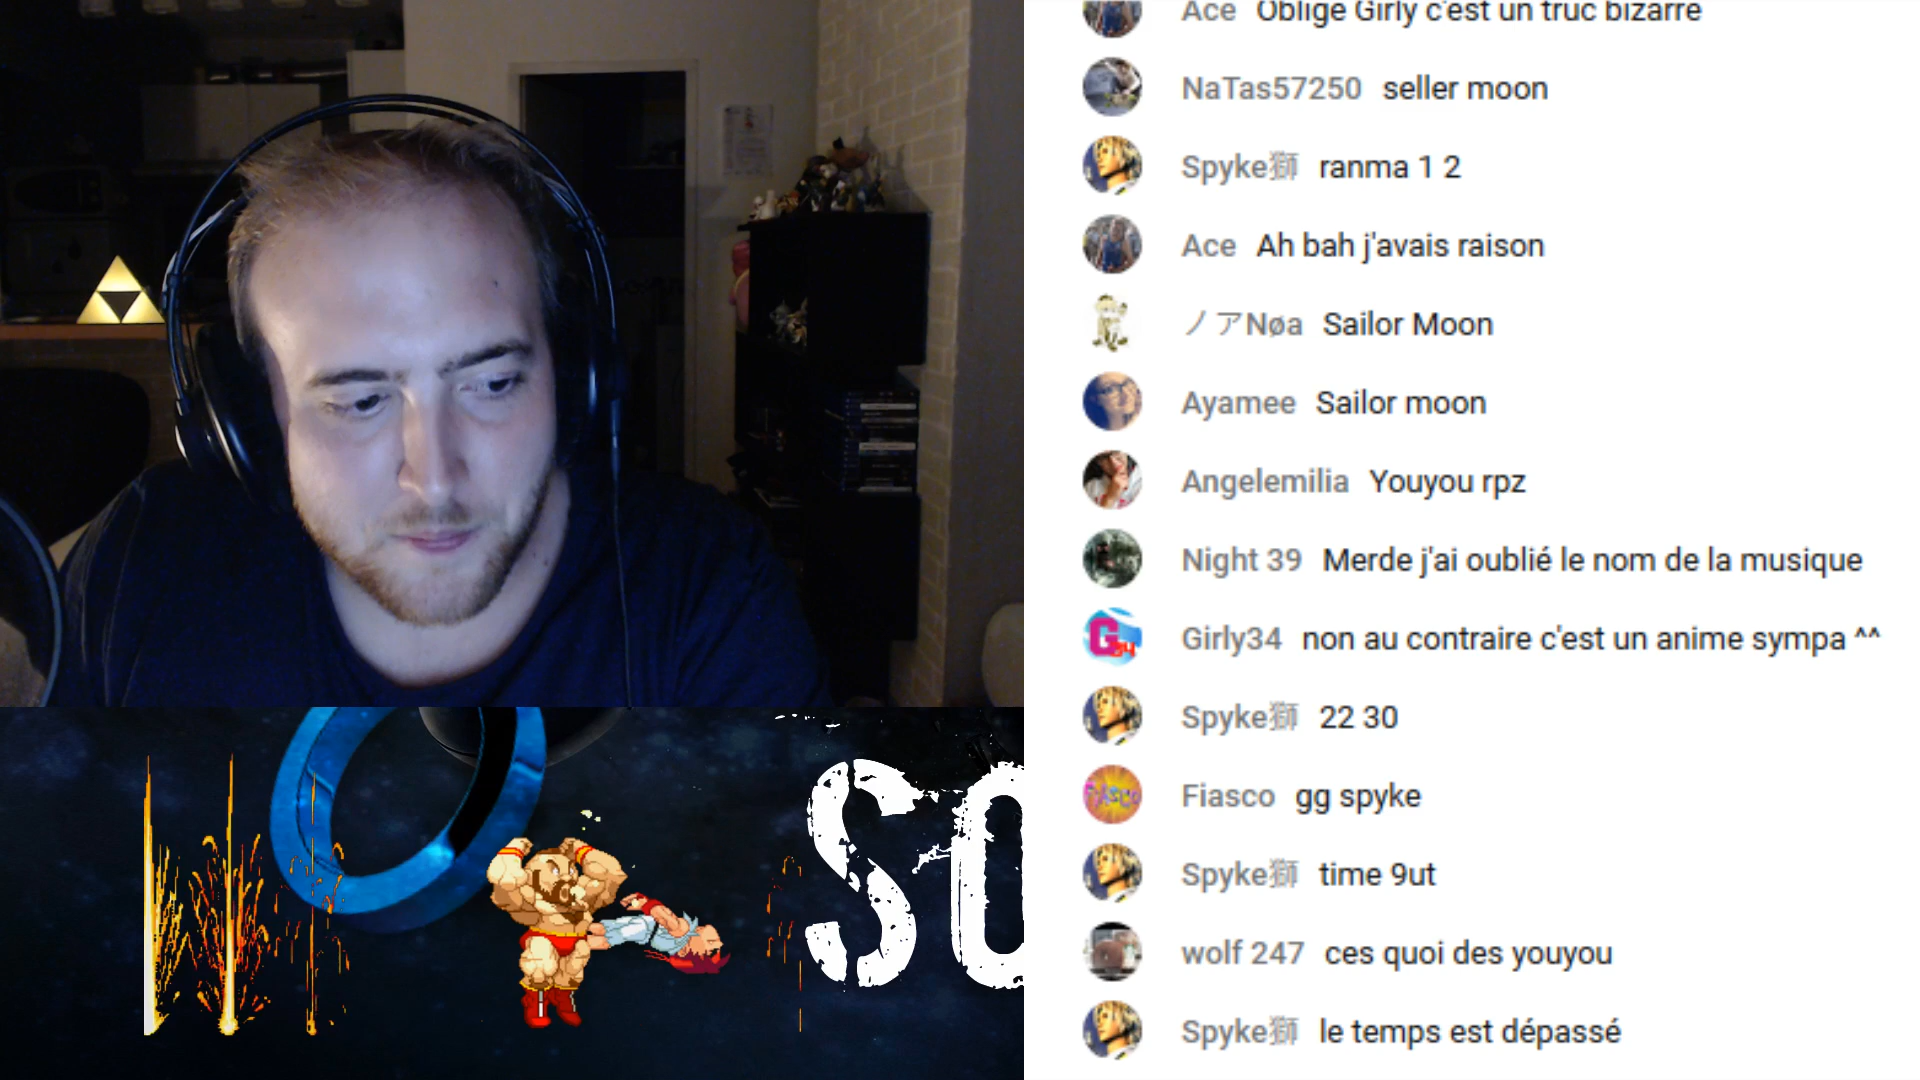 Ace Oblige Girly c'est un truc bizarre
NaTas57250 seller moon
Spyke獅 ranma 1 2
Ace Ah bah j'avais raison
ノアNøa Sailor Moon
Ayamee Sailor moon
Angelemilia Youyou rpz
Night 39 Merde j'ai oublié le nom de la musique
Girly34 non au contraire c'est un anime sympa ^^
Spyke獅 22 30
Fiasco gg spyke
Spyke獅 time 9ut
wolf 247 ces quoi des youyou
Spyke獅 le temps est dépassé
SO